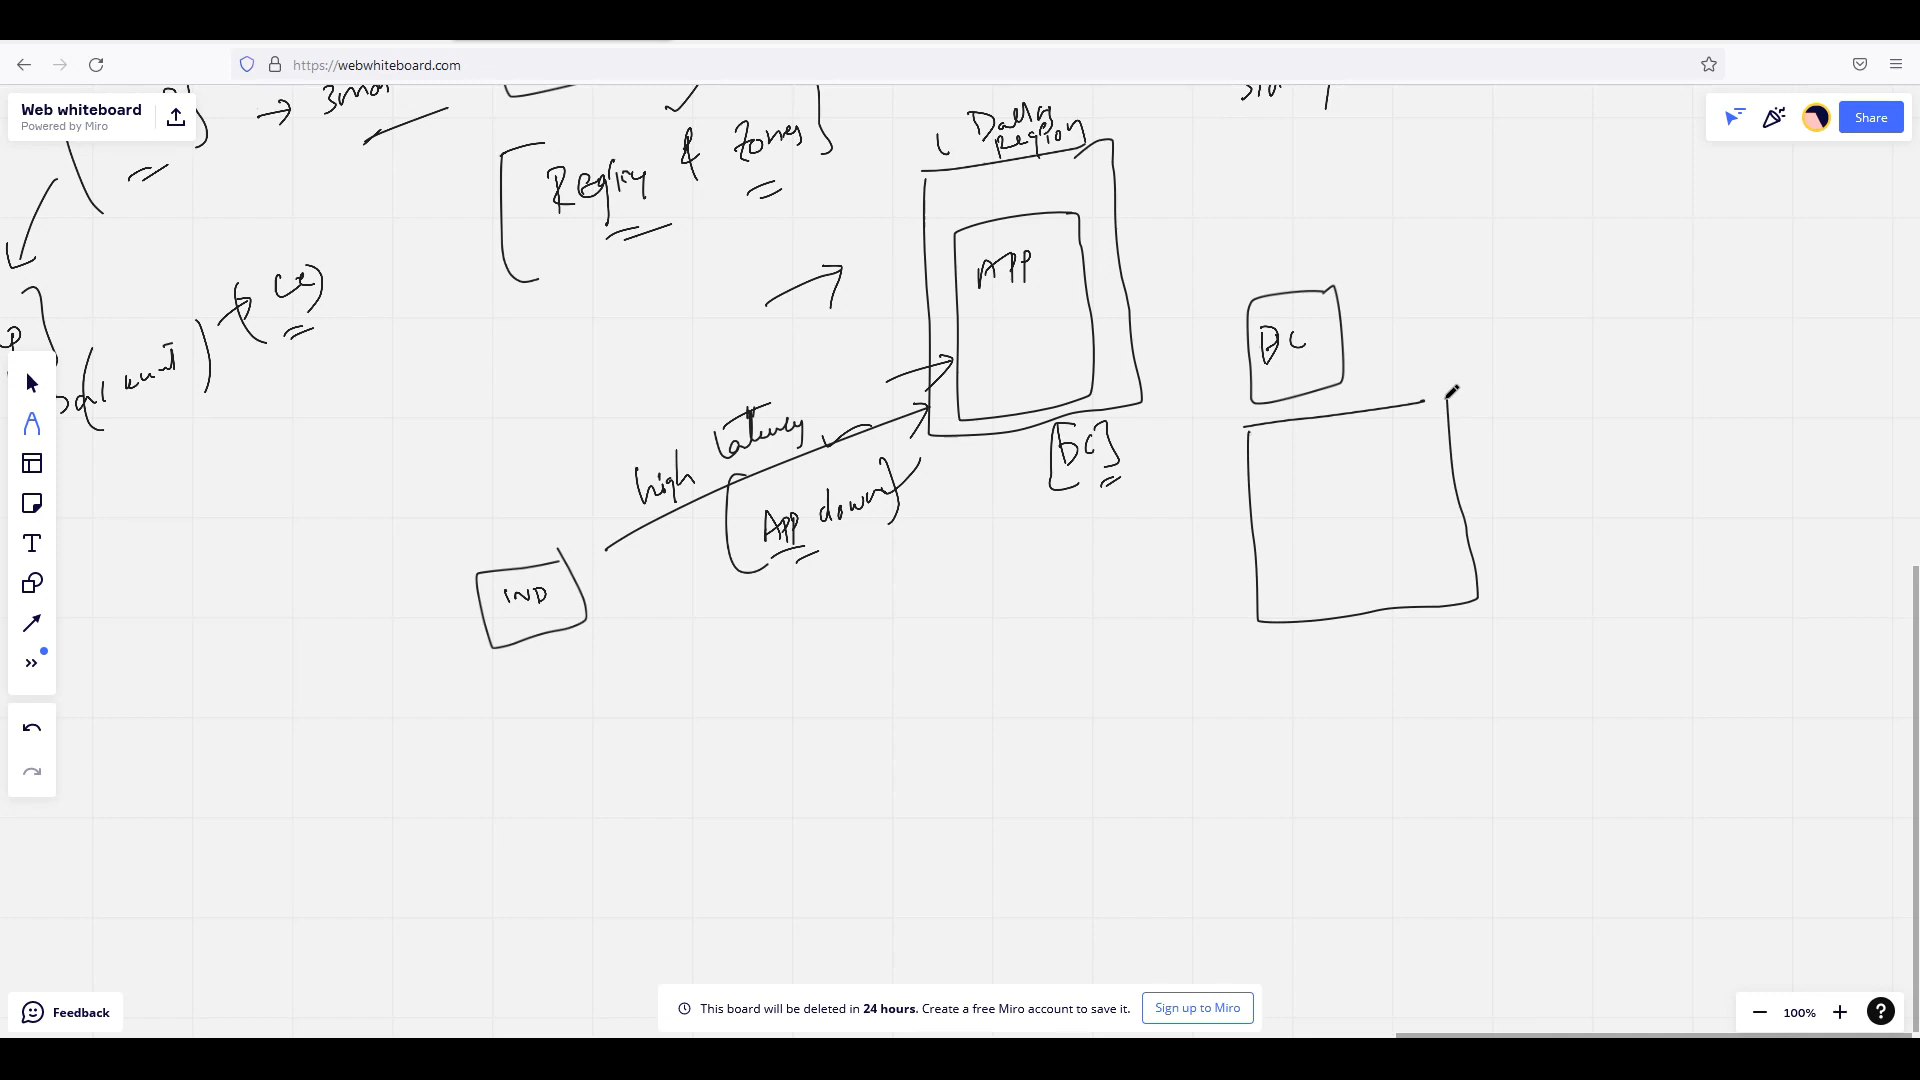 https://webwhiteboard.com
Web whiteboard
Powered by Miro
Share
→
& Zones
Dallas
Region
APP
DC
high latency
App down
[DC]
IND
Feedback
This board will be deleted in 24 hours. Create a free Miro account to save it.
Sign up to Miro
100%